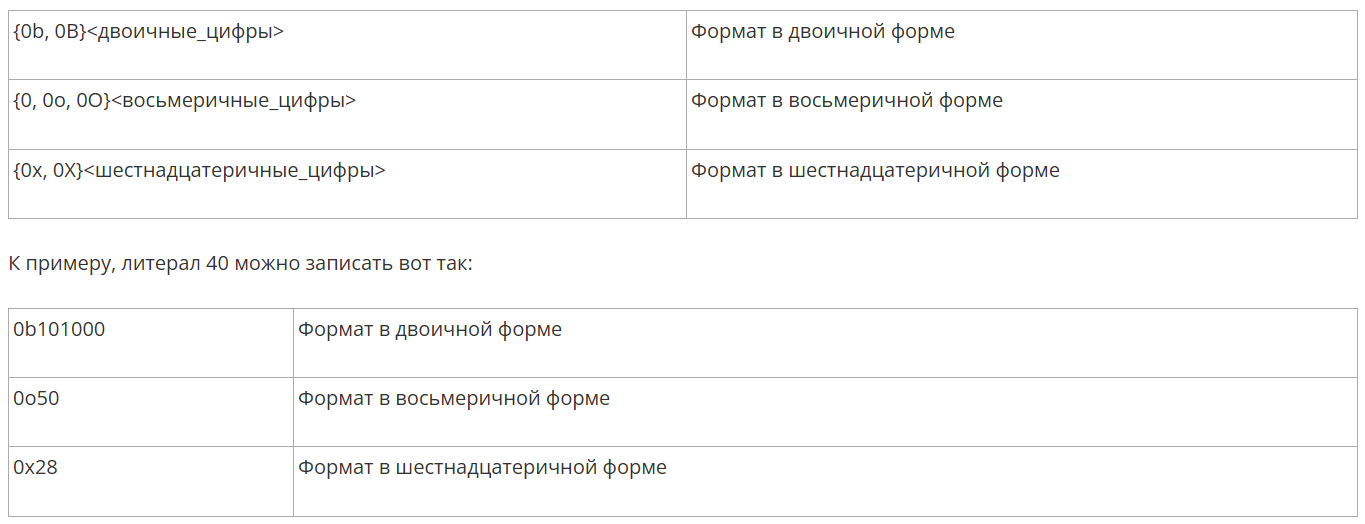 {0b, 0B}<двоичные_цифры> Формат в двоичной форме
{0, 0o, 0O}<восьмеричные_цифры> Формат в восьмеричной форме
{0x, 0X}<шестнадцатеричные_цифры> Формат в шестнадцатеричной форме
К примеру, литерал 40 можно записать вот так:
0b101000 Формат в двоичной форме
0o50 Формат в восьмеричной форме
0x28 Формат в шестнадцатеричной форме